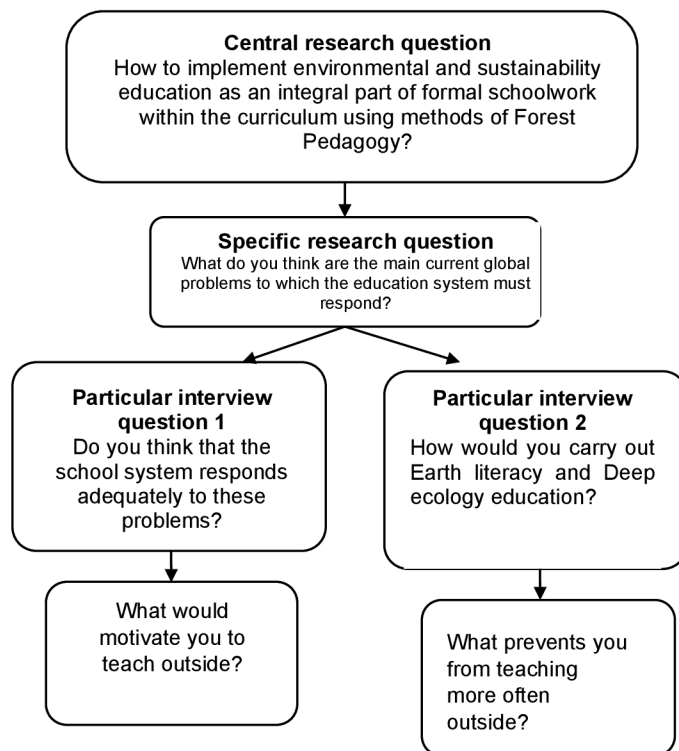 Central research question
How to implement environmental and sustainability
education as an integral part of formal schoolwork
within the curriculum using methods of Forest
Pedagogy?
Specific research question
What do you think are the main current global
problems to which the education system must
respond?
Particular interview
question 1
Do you think that the
school system responds
adequately to these
problems?
Particular interview
question 2
How would you carry out
Earth literacy and Deep
ecology education?
What would
motivate you to
teach outside?
What prevents you
from teaching
more often
outside?